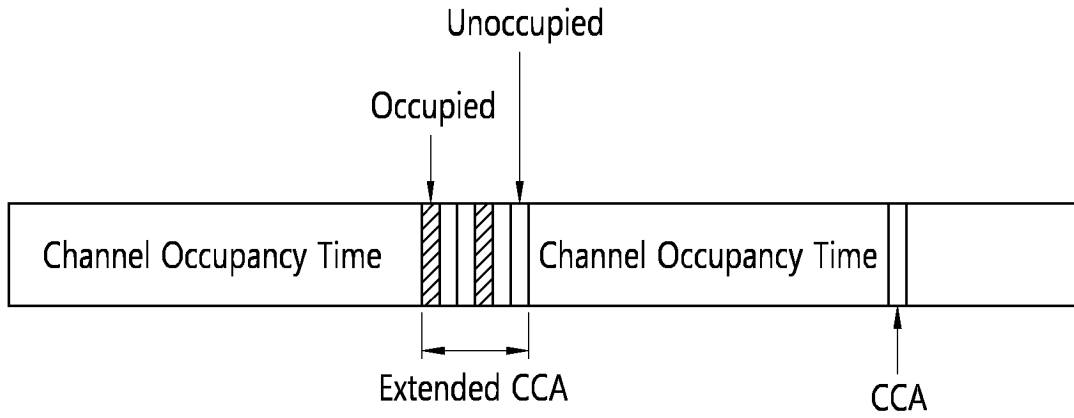 Unoccupied
Occupied
Channel Occupancy Time
Channel Occupancy Time
Extended CCA
CCA